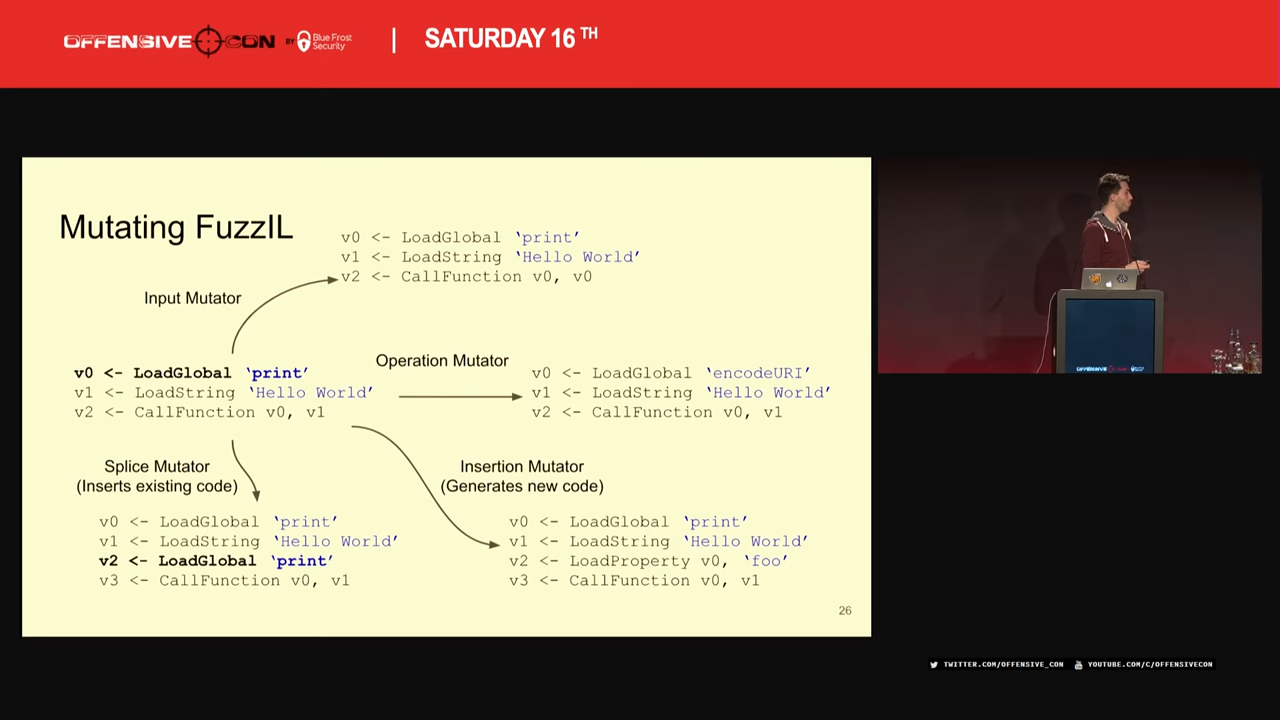 OFFENSIVE CON BY Blue Frost Security | SATURDAY 16 TH
Mutating FuzzIL
v0 <- LoadGlobal ‘print’
v1 <- LoadString ‘Hello World’
v2 <- CallFunction v0, v0
Input Mutator
v0 <- LoadGlobal ‘print’
v1 <- LoadString ‘Hello World’
v2 <- CallFunction v0, v1
Operation Mutator
v0 <- LoadGlobal ‘encodeURI’
v1 <- LoadString ‘Hello World’
v2 <- CallFunction v0, v1
Splice Mutator
(Inserts existing code)
v0 <- LoadGlobal ‘print’
v1 <- LoadString ‘Hello World’
v2 <- LoadGlobal ‘print’
v3 <- CallFunction v0, v1
Insertion Mutator
(Generates new code)
v0 <- LoadGlobal ‘print’
v1 <- LoadString ‘Hello World’
v2 <- LoadProperty v0, ‘foo’
v3 <- CallFunction v0, v1
26
TWITTER.COM/OFFENSIVE_CON YOUTUBE.COM/C/OFFENSIVECON